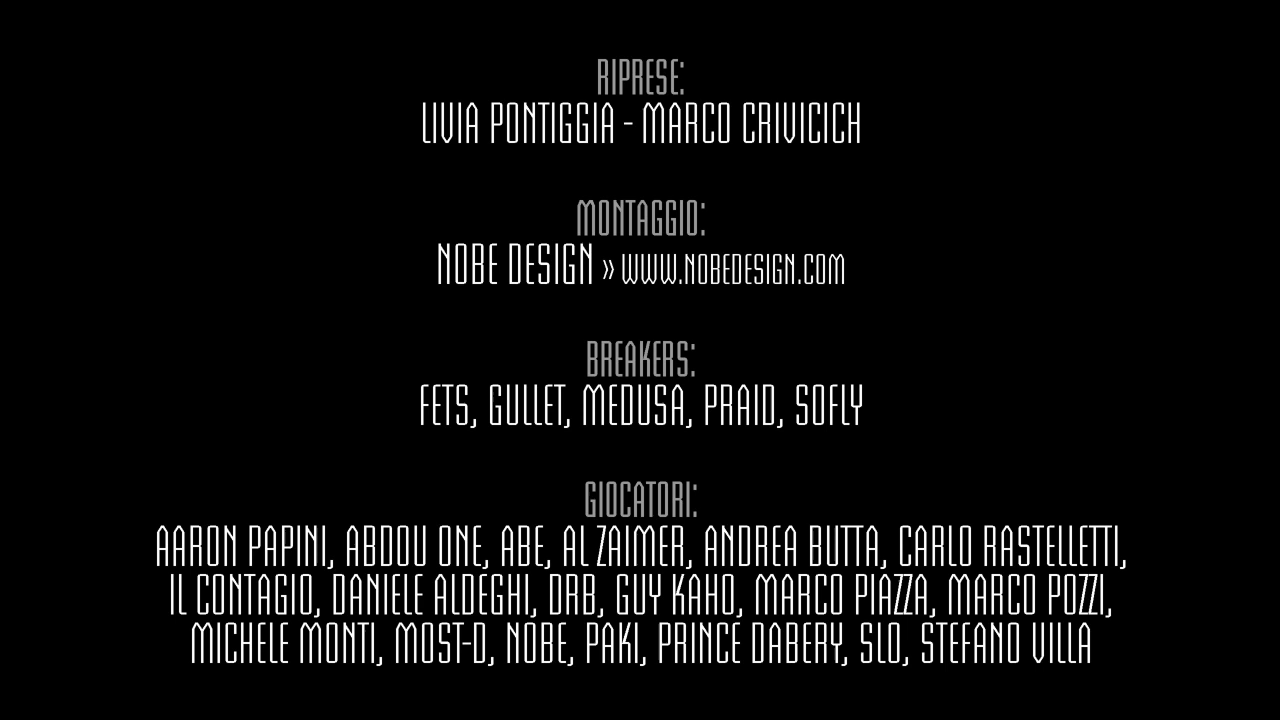 RIPRESE:
LIVIA PONTIGGIA - MARCO CRIVICICH
MONTAGGIO:
NOBE DESIGN » WWW.NOBEDESIGN.COM
BREAKERS:
FETS, GULLET, MEDUSA, PRAID, SOFLY
GIOCATORI:
AARON PAPINI, ABDOU ONE, ABE, AL ZAIMER, ANDREA BUTTA, CARLO RASTELLETTI,
IL CONTAGIO, DANIELE ALDEGHI, DRB, GUY KAHO, MARCO PIAZZA, MARCO POZZI,
MICHELE MONTI, MOST-D, NOBE, PAKI, PRINCE DABERY, SLO, STEFANO VILLA